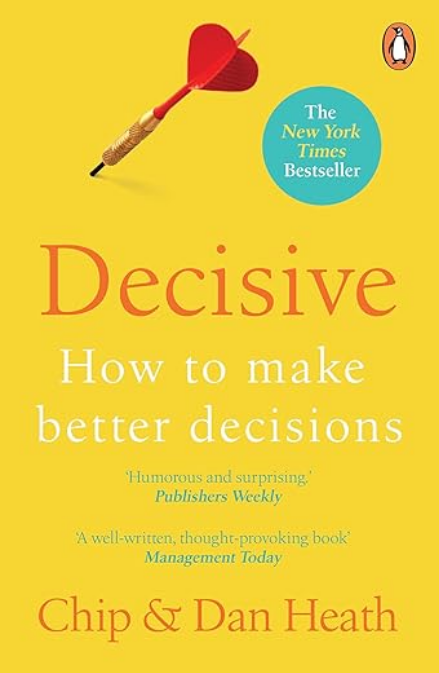 The
New York
Times
Bestseller
Decisive
How to make
better decisions
‘Humorous and surprising.’
Publishers Weekly
‘A well-written, thought-provoking book’
Management Today
Chip & Dan Heath